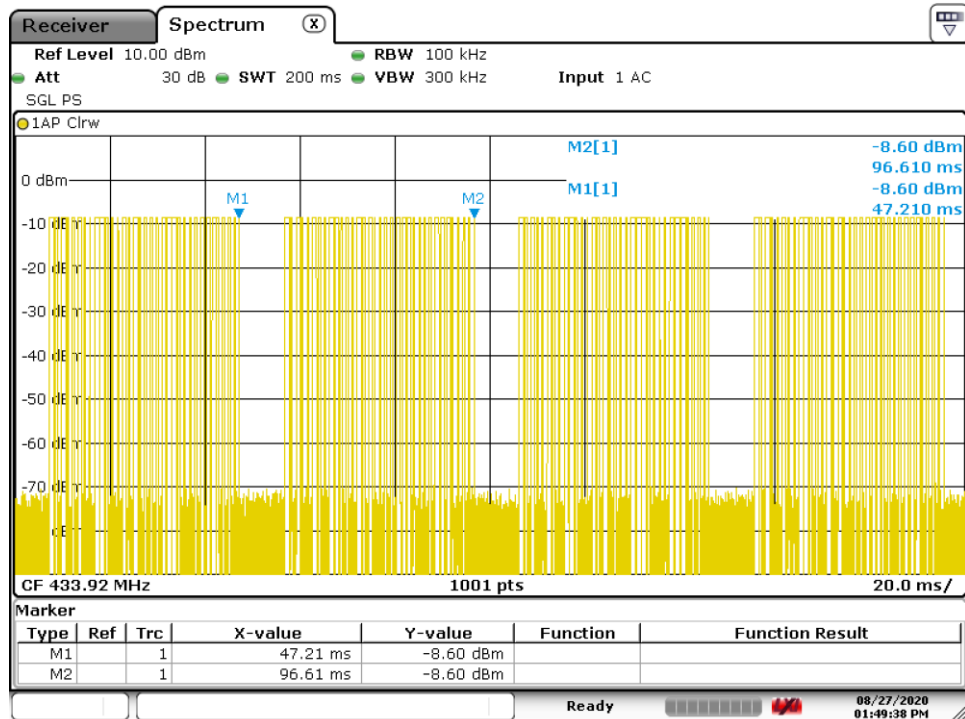 Receiver Spectrum X
Ref Level 10.00 dBm RBW 100 kHz
Att 30 dB SWT 200 ms VBW 300 kHz Input 1 AC
SGL PS
1AP Clrw
M2[1] -8.60 dBm
96.610 ms
0 dBm
M1[1] -8.60 dBm
47.210 ms
M1 M2
-10 dBm
-20 dBm
-30 dBm
-40 dBm
-50 dBm
-60 dBm
-70 dBm
CF 433.92 MHz 1001 pts 20.0 ms/
Marker
Type Ref Trc X-value Y-value Function Function Result
M1 1 47.21 ms -8.60 dBm
M2 1 96.61 ms -8.60 dBm
Ready 08/27/2020
01:49:38 PM